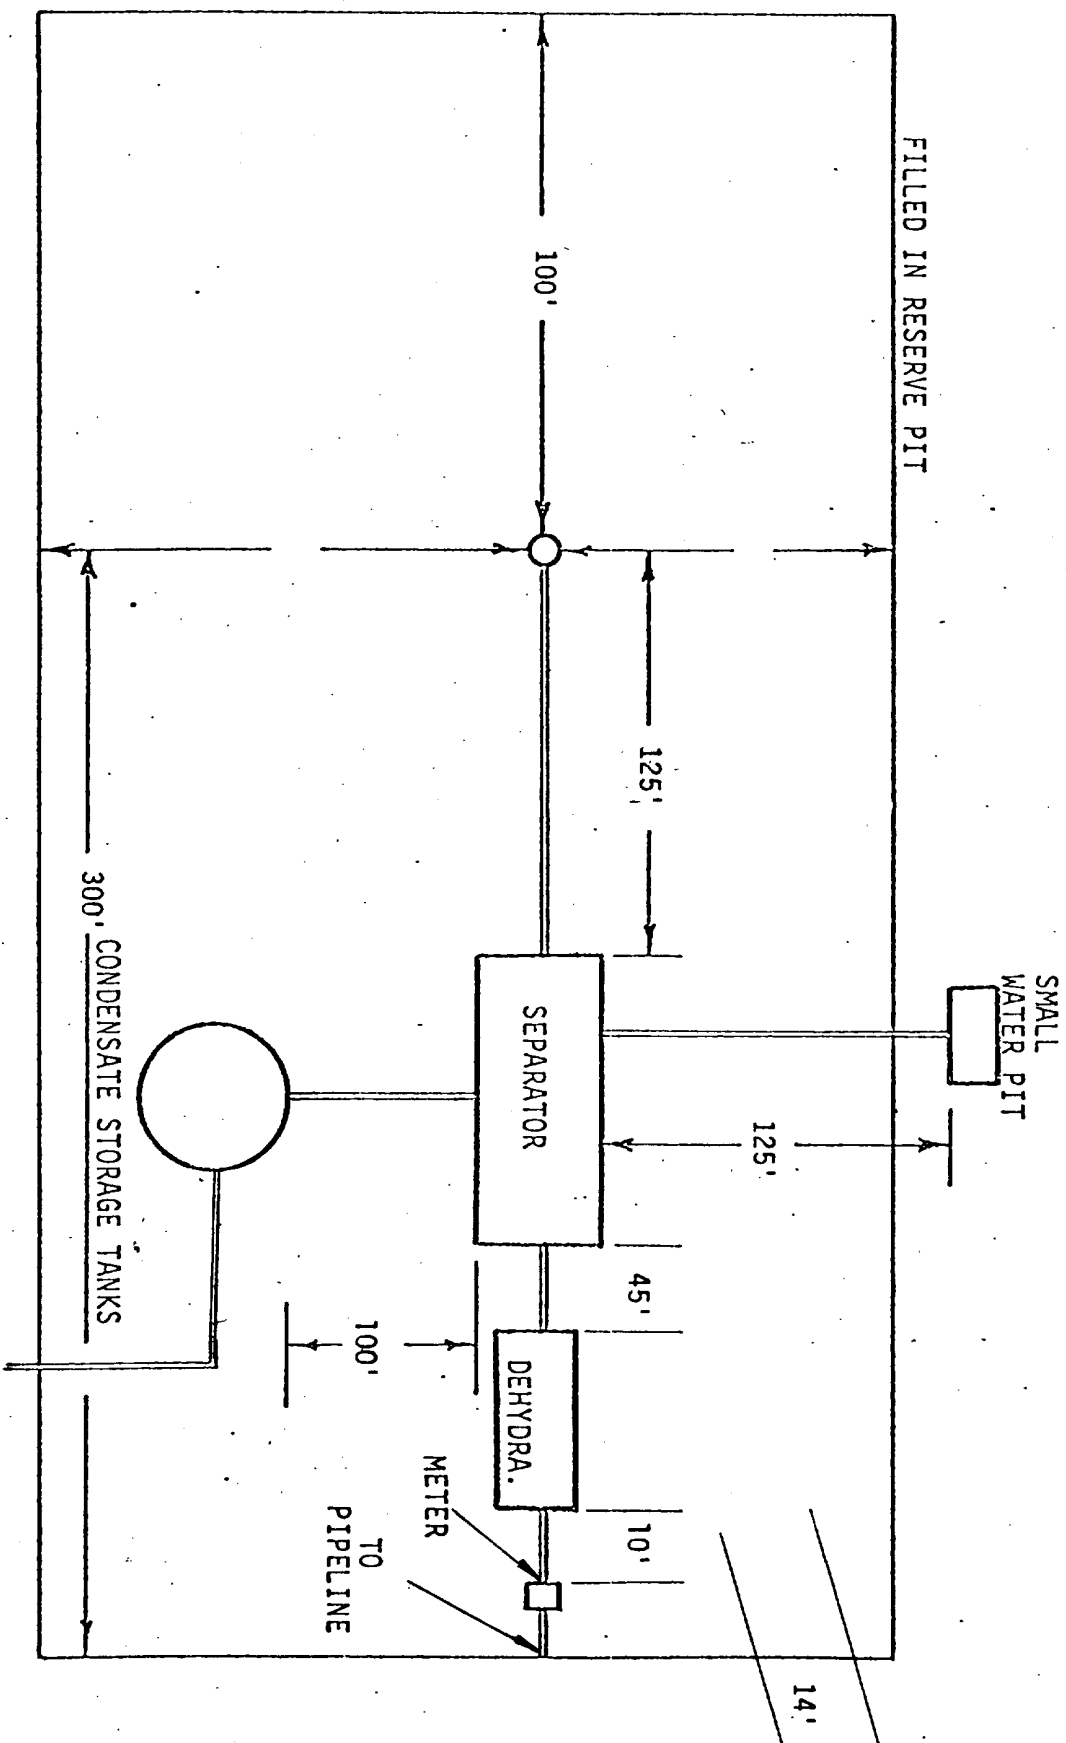 SMALL
WATER PIT
FILLED IN RESERVE PIT
14'
125'
125'
45'
10'
100'
SEPARATOR
DEHYDRA.
METER
100'
TO
PIPELINE
CONDENSATE STORAGE TANKS
300'